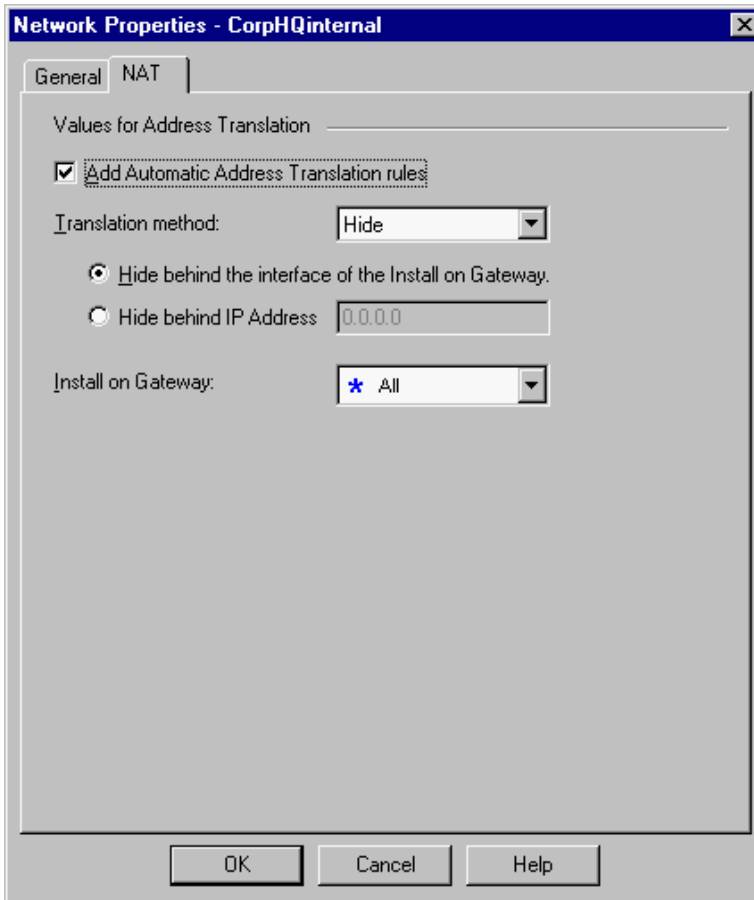 Network Properties - CorpHQinternal
General NAT
Values for Address Translation
Add Automatic Address Translation rules
Translation method: Hide
Hide behind the interface of the Install on Gateway.
Hide behind IP Address 0.0.0.0
Install on Gateway: * All
OK Cancel Help